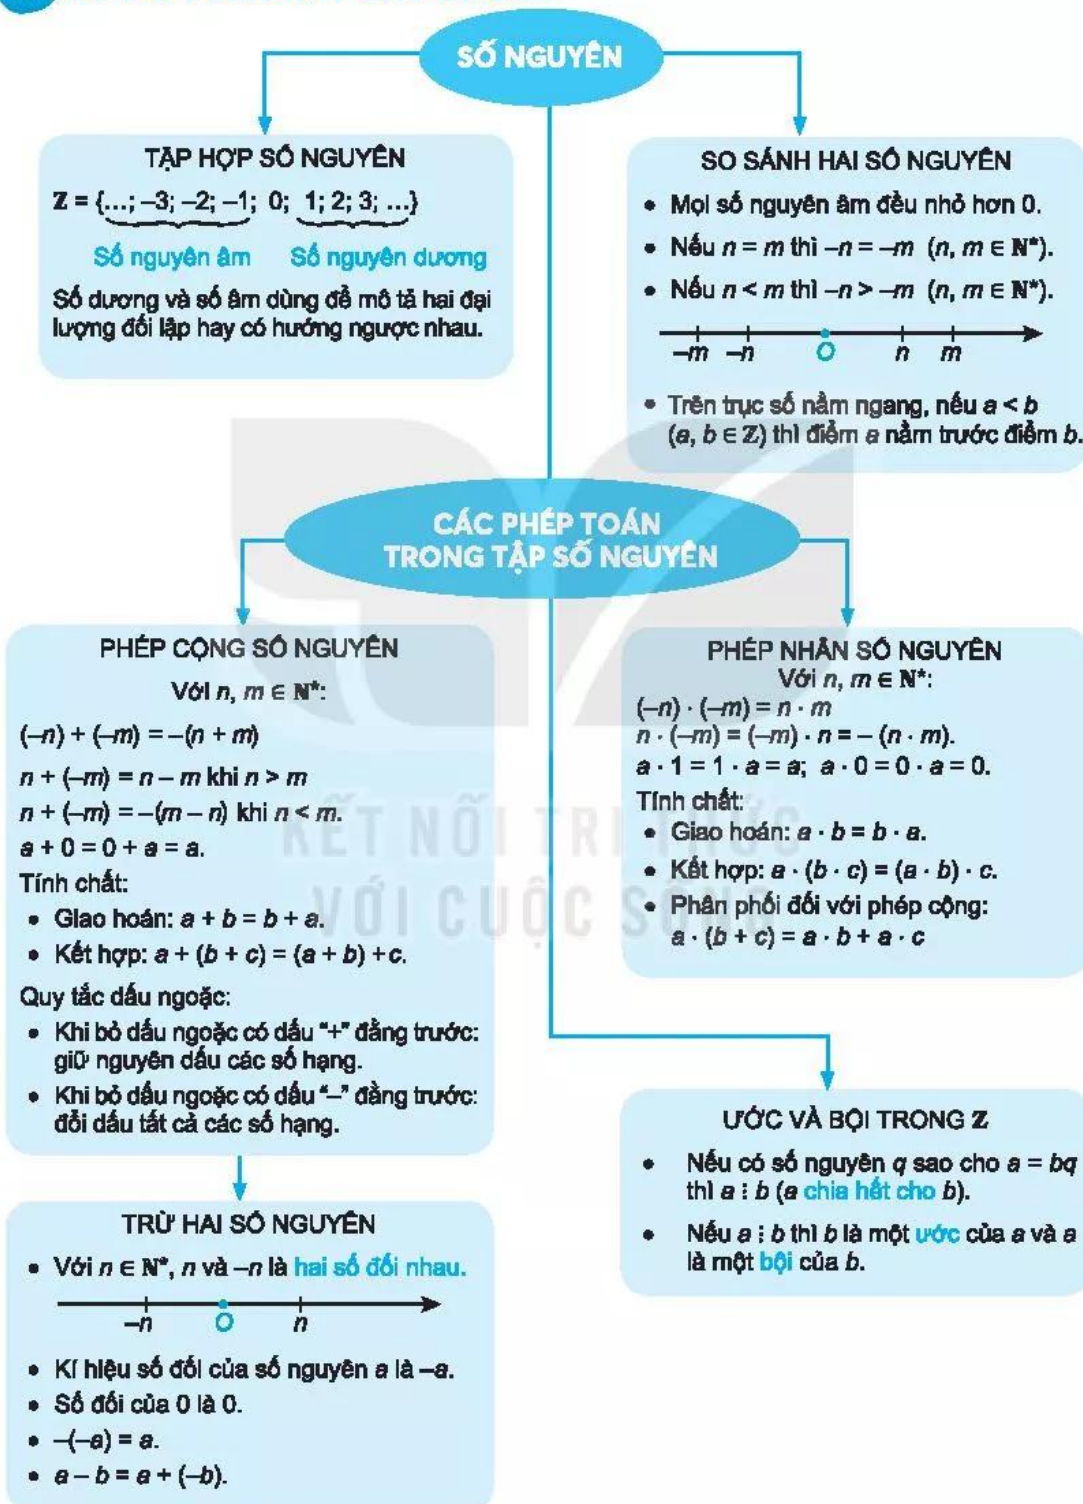 SỐ NGUYÊN
TẬP HỢP SỐ NGUYÊN
Z = {...; –3; –2; –1; 0; 1; 2; 3; ...}
Số nguyên âm Số nguyên dương
Số dương và số âm dùng để mô tả hai đại
lượng đối lập hay có hướng ngược nhau.
SO SÁNH HAI SỐ NGUYÊN
• Mọi số nguyên âm đều nhỏ hơn 0.
• Nếu n = m thì –n = –m (n, m ∈ N*).
• Nếu n < m thì –n > –m (n, m ∈ N*).
–m –n O n m
• Trên trục số nằm ngang, nếu a < b
(a, b ∈ Z) thì điểm a nằm trước điểm b.
CÁC PHÉP TOÁN
TRONG TẬP SỐ NGUYÊN
PHÉP CỘNG SỐ NGUYÊN
Với n, m ∈ N*:
(–n) + (–m) = –(n + m)
n + (–m) = n – m khi n > m
n + (–m) = –(m – n) khi n < m.
a + 0 = 0 + a = a.
Tính chất:
• Giao hoán: a + b = b + a.
• Kết hợp: a + (b + c) = (a + b) + c.
Quy tắc dấu ngoặc:
• Khi bỏ dấu ngoặc có dấu “+” đằng trước:
giữ nguyên dấu các số hạng.
• Khi bỏ dấu ngoặc có dấu “–” đằng trước:
đổi dấu tất cả các số hạng.
PHÉP NHÂN SỐ NGUYÊN
Với n, m ∈ N*:
(–n) · (–m) = n · m
n · (–m) = (–m) · n = – (n · m).
a · 1 = 1 · a = a; a · 0 = 0 · a = 0.
Tính chất:
• Giao hoán: a · b = b · a.
• Kết hợp: a · (b · c) = (a · b) · c.
• Phân phối đối với phép cộng:
a · (b + c) = a · b + a · c
KẾT NỐI TRI THỨC
VỚI CUỘC SỐNG
TRỪ HAI SỐ NGUYÊN
• Với n ∈ N*, n và –n là hai số đối nhau.
–n O n
• Kí hiệu số đối của số nguyên a là –a.
• Số đối của 0 là 0.
• –(–a) = a.
• a – b = a + (–b).
ƯỚC VÀ BỘI TRONG Z
• Nếu có số nguyên q sao cho a = bq
thì a ⋮ b (a chia hết cho b).
• Nếu a ⋮ b thì b là một ước của a và a
là một bội của b.